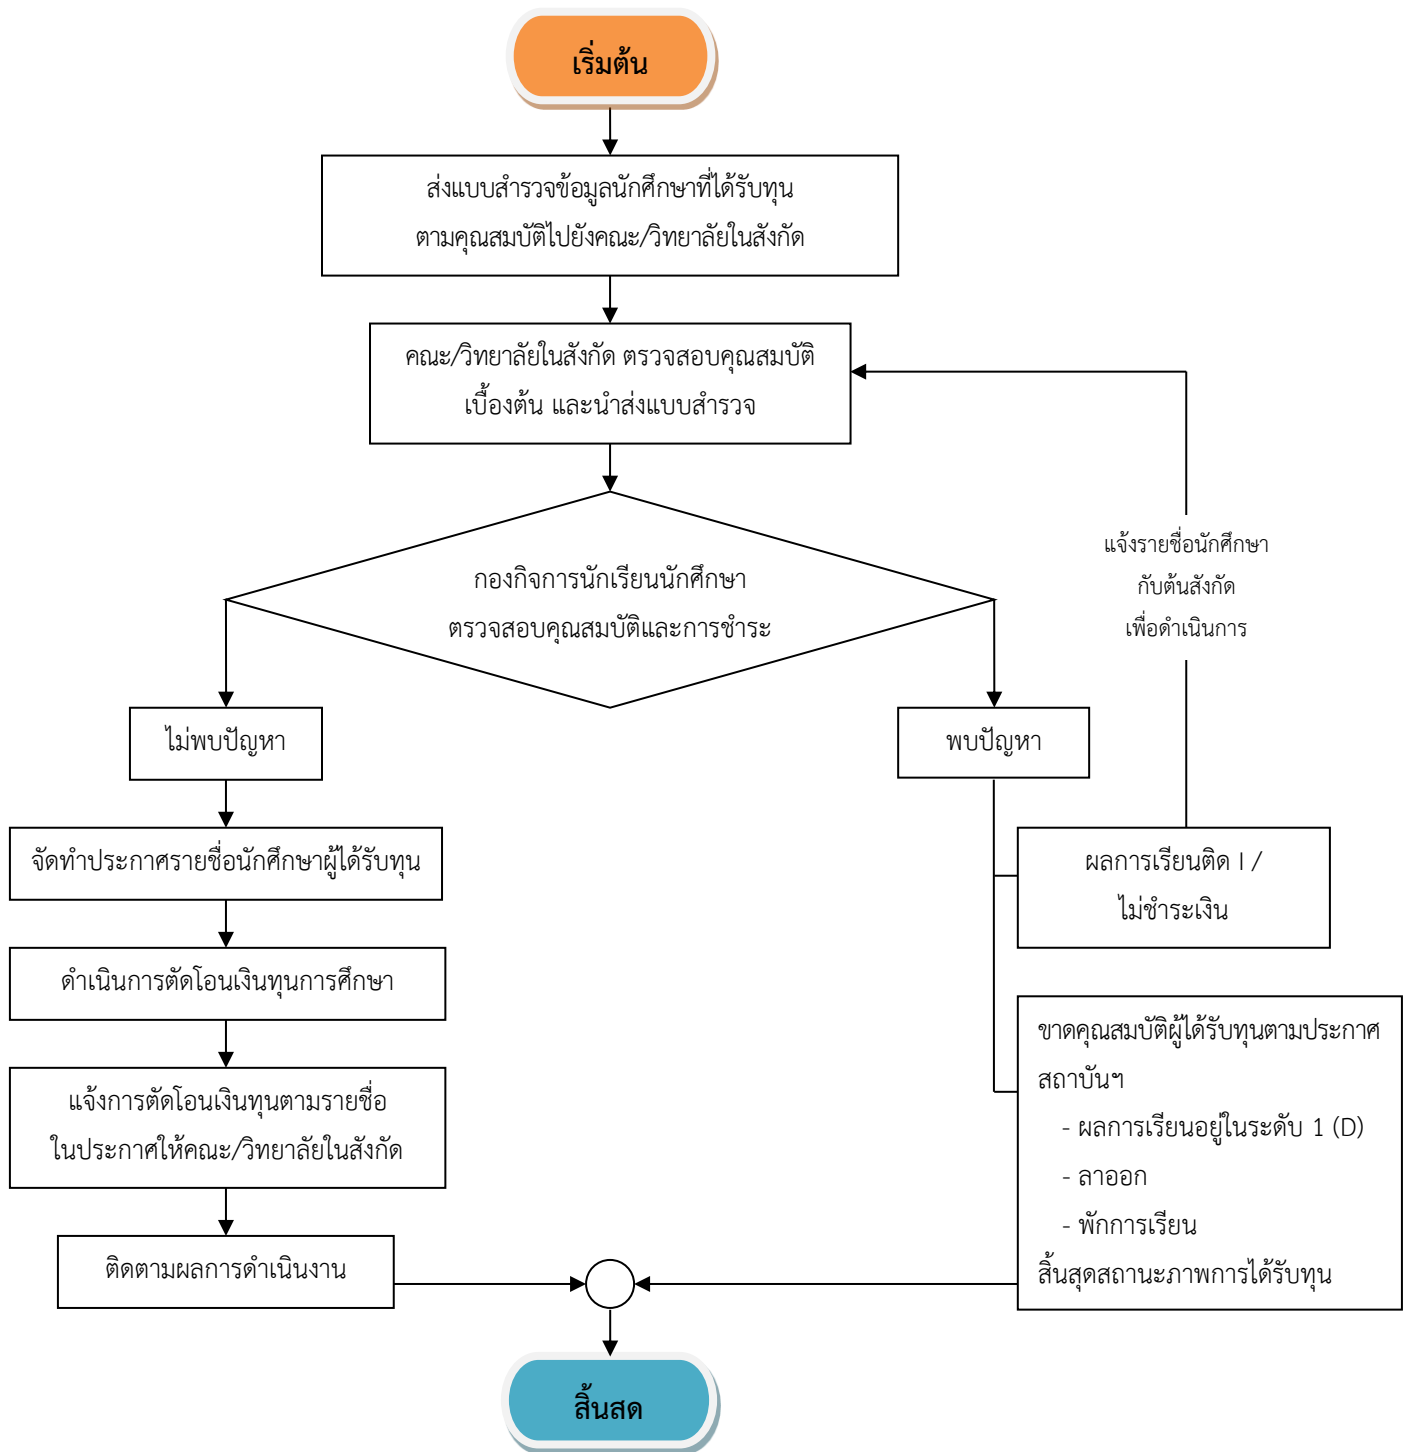 เริ่มต้น
ส่งแบบสำรวจข้อมูลนักศึกษาที่ได้รับทุน
ตามคุณสมบัติไปยังคณะ/วิทยาลัยในสังกัด
คณะ/วิทยาลัยในสังกัด ตรวจสอบคุณสมบัติ
เบื้องต้น และนำส่งแบบสำรวจ
กองกิจการนักเรียนนักศึกษา
ตรวจสอบคุณสมบัติและการชำระ
แจ้งรายชื่อนักศึกษา
กับต้นสังกัด
เพื่อดำเนินการ
ไม่พบปัญหา
พบปัญหา
จัดทำประกาศรายชื่อนักศึกษาผู้ได้รับทุน
ผลการเรียนติด I /
ไม่ชำระเงิน
ดำเนินการตัดโอนเงินทุนการศึกษา
แจ้งการตัดโอนเงินทุนตามรายชื่อ
ในประกาศให้คณะ/วิทยาลัยในสังกัด
ขาดคุณสมบัติผู้ได้รับทุนตามประกาศ
สถาบันฯ
- ผลการเรียนอยู่ในระดับ 1 (D)
- ลาออก
- พักการเรียน
สิ้นสุดสถานะภาพการได้รับทุน
ติดตามผลการดำเนินงาน
สิ้นสด